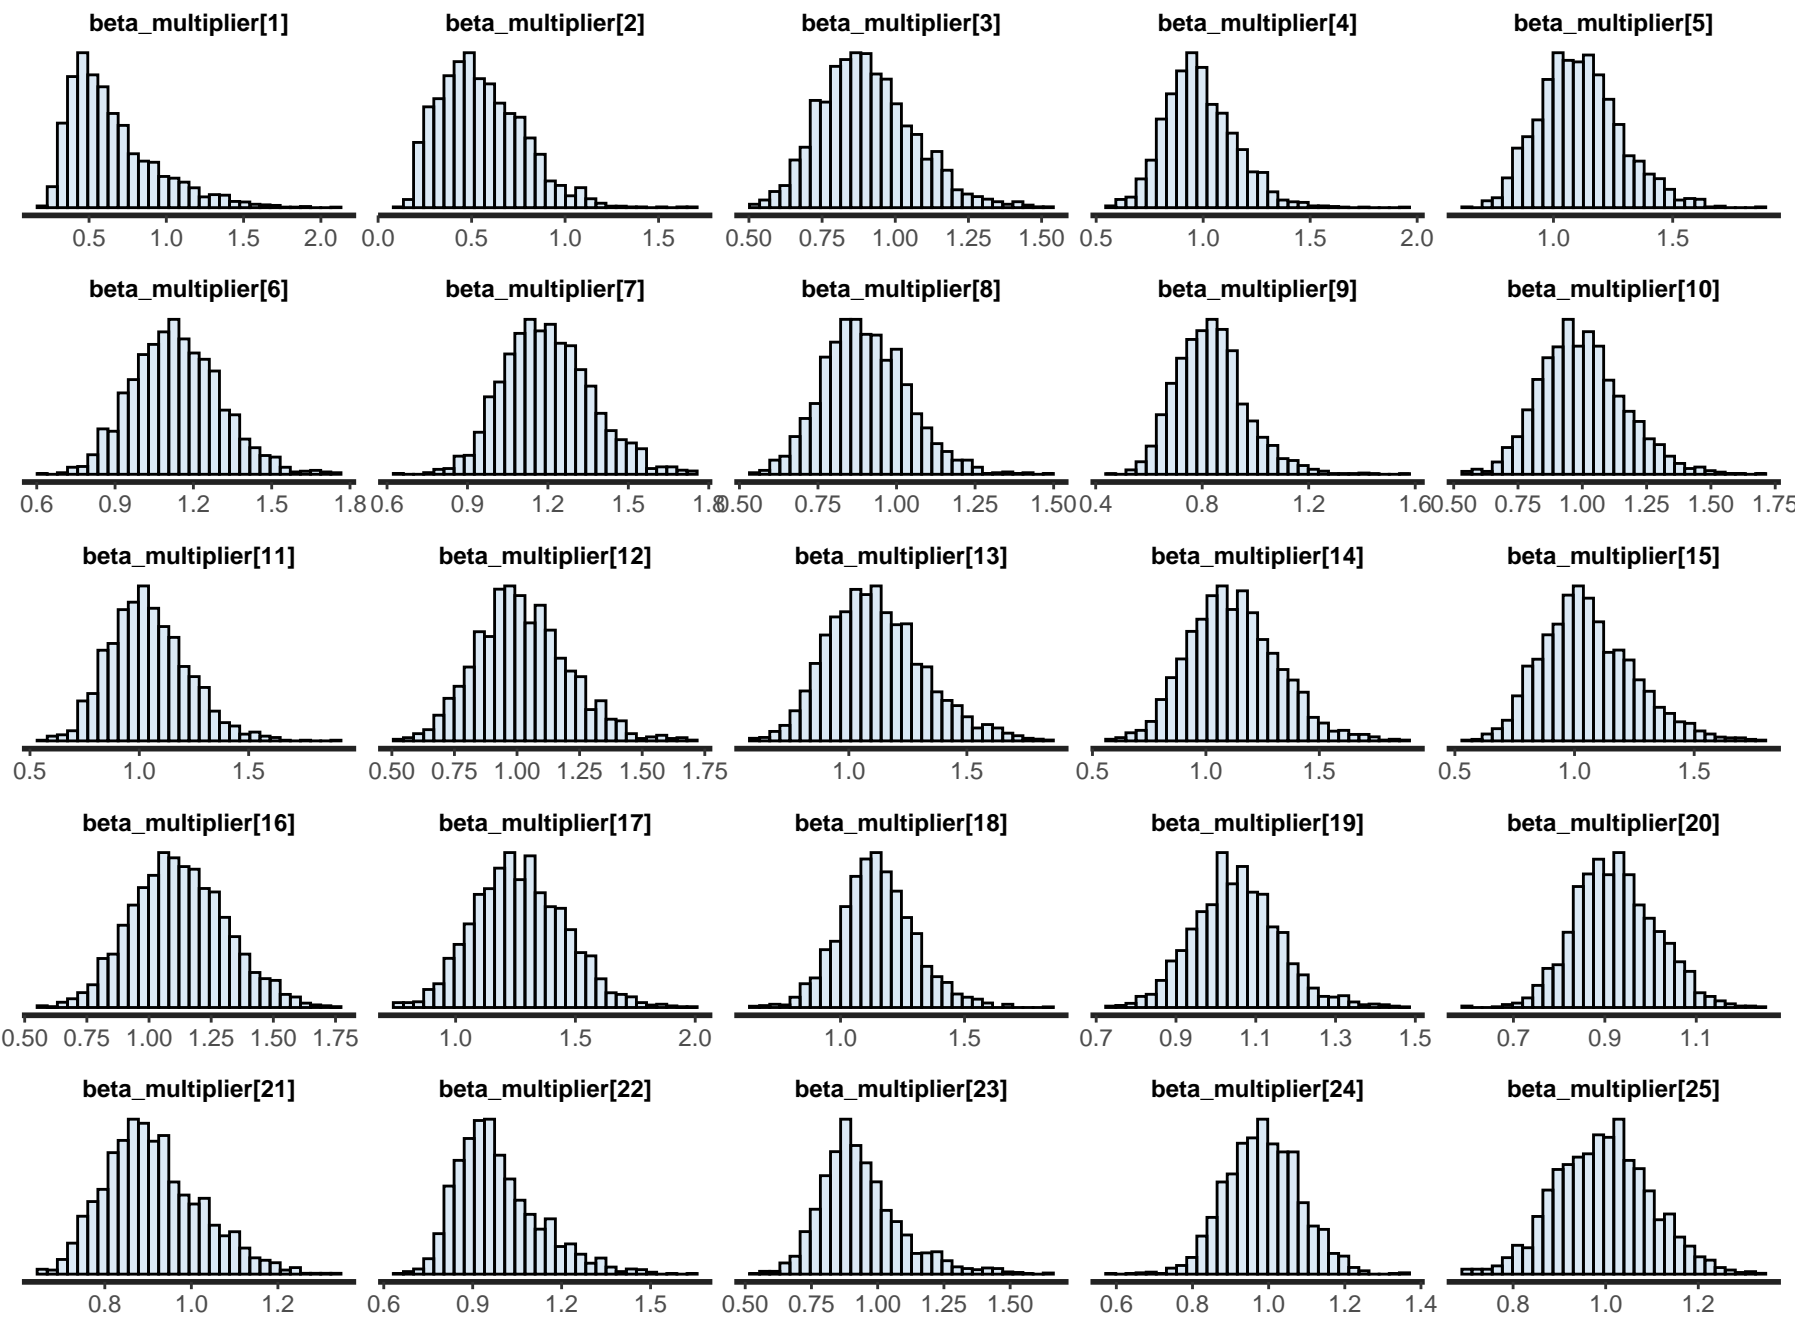 beta_multiplier[1] beta_multiplier[2] beta_multiplier[3] beta_multiplier[4] beta_multiplier[5]
0.5 1.0 1.5 2.0 0.0 0.5 1.0 1.5 0.50 0.75 1.00 1.25 1.50 0.5 1.0 1.5 2.0 1.0 1.5
beta_multiplier[6] beta_multiplier[7] beta_multiplier[8] beta_multiplier[9] beta_multiplier[10]
0.6 0.9 1.2 1.5 1.8 0.6 0.9 1.2 1.5 1.8 0.50 0.75 1.00 1.25 1.50 0.4 0.8 1.2 1.6 0.50 0.75 1.00 1.25 1.50 1.75
beta_multiplier[11] beta_multiplier[12] beta_multiplier[13] beta_multiplier[14] beta_multiplier[15]
0.5 1.0 1.5 0.50 0.75 1.00 1.25 1.50 1.75 1.0 1.5 0.5 1.0 1.5 0.5 1.0 1.5
beta_multiplier[16] beta_multiplier[17] beta_multiplier[18] beta_multiplier[19] beta_multiplier[20]
0.50 0.75 1.00 1.25 1.50 1.75 1.0 1.5 2.0 1.0 1.5 0.7 0.9 1.1 1.3 1.5 0.7 0.9 1.1
beta_multiplier[21] beta_multiplier[22] beta_multiplier[23] beta_multiplier[24] beta_multiplier[25]
0.8 1.0 1.2 0.6 0.9 1.2 1.5 0.50 0.75 1.00 1.25 1.50 0.6 0.8 1.0 1.2 1.4 0.8 1.0 1.2